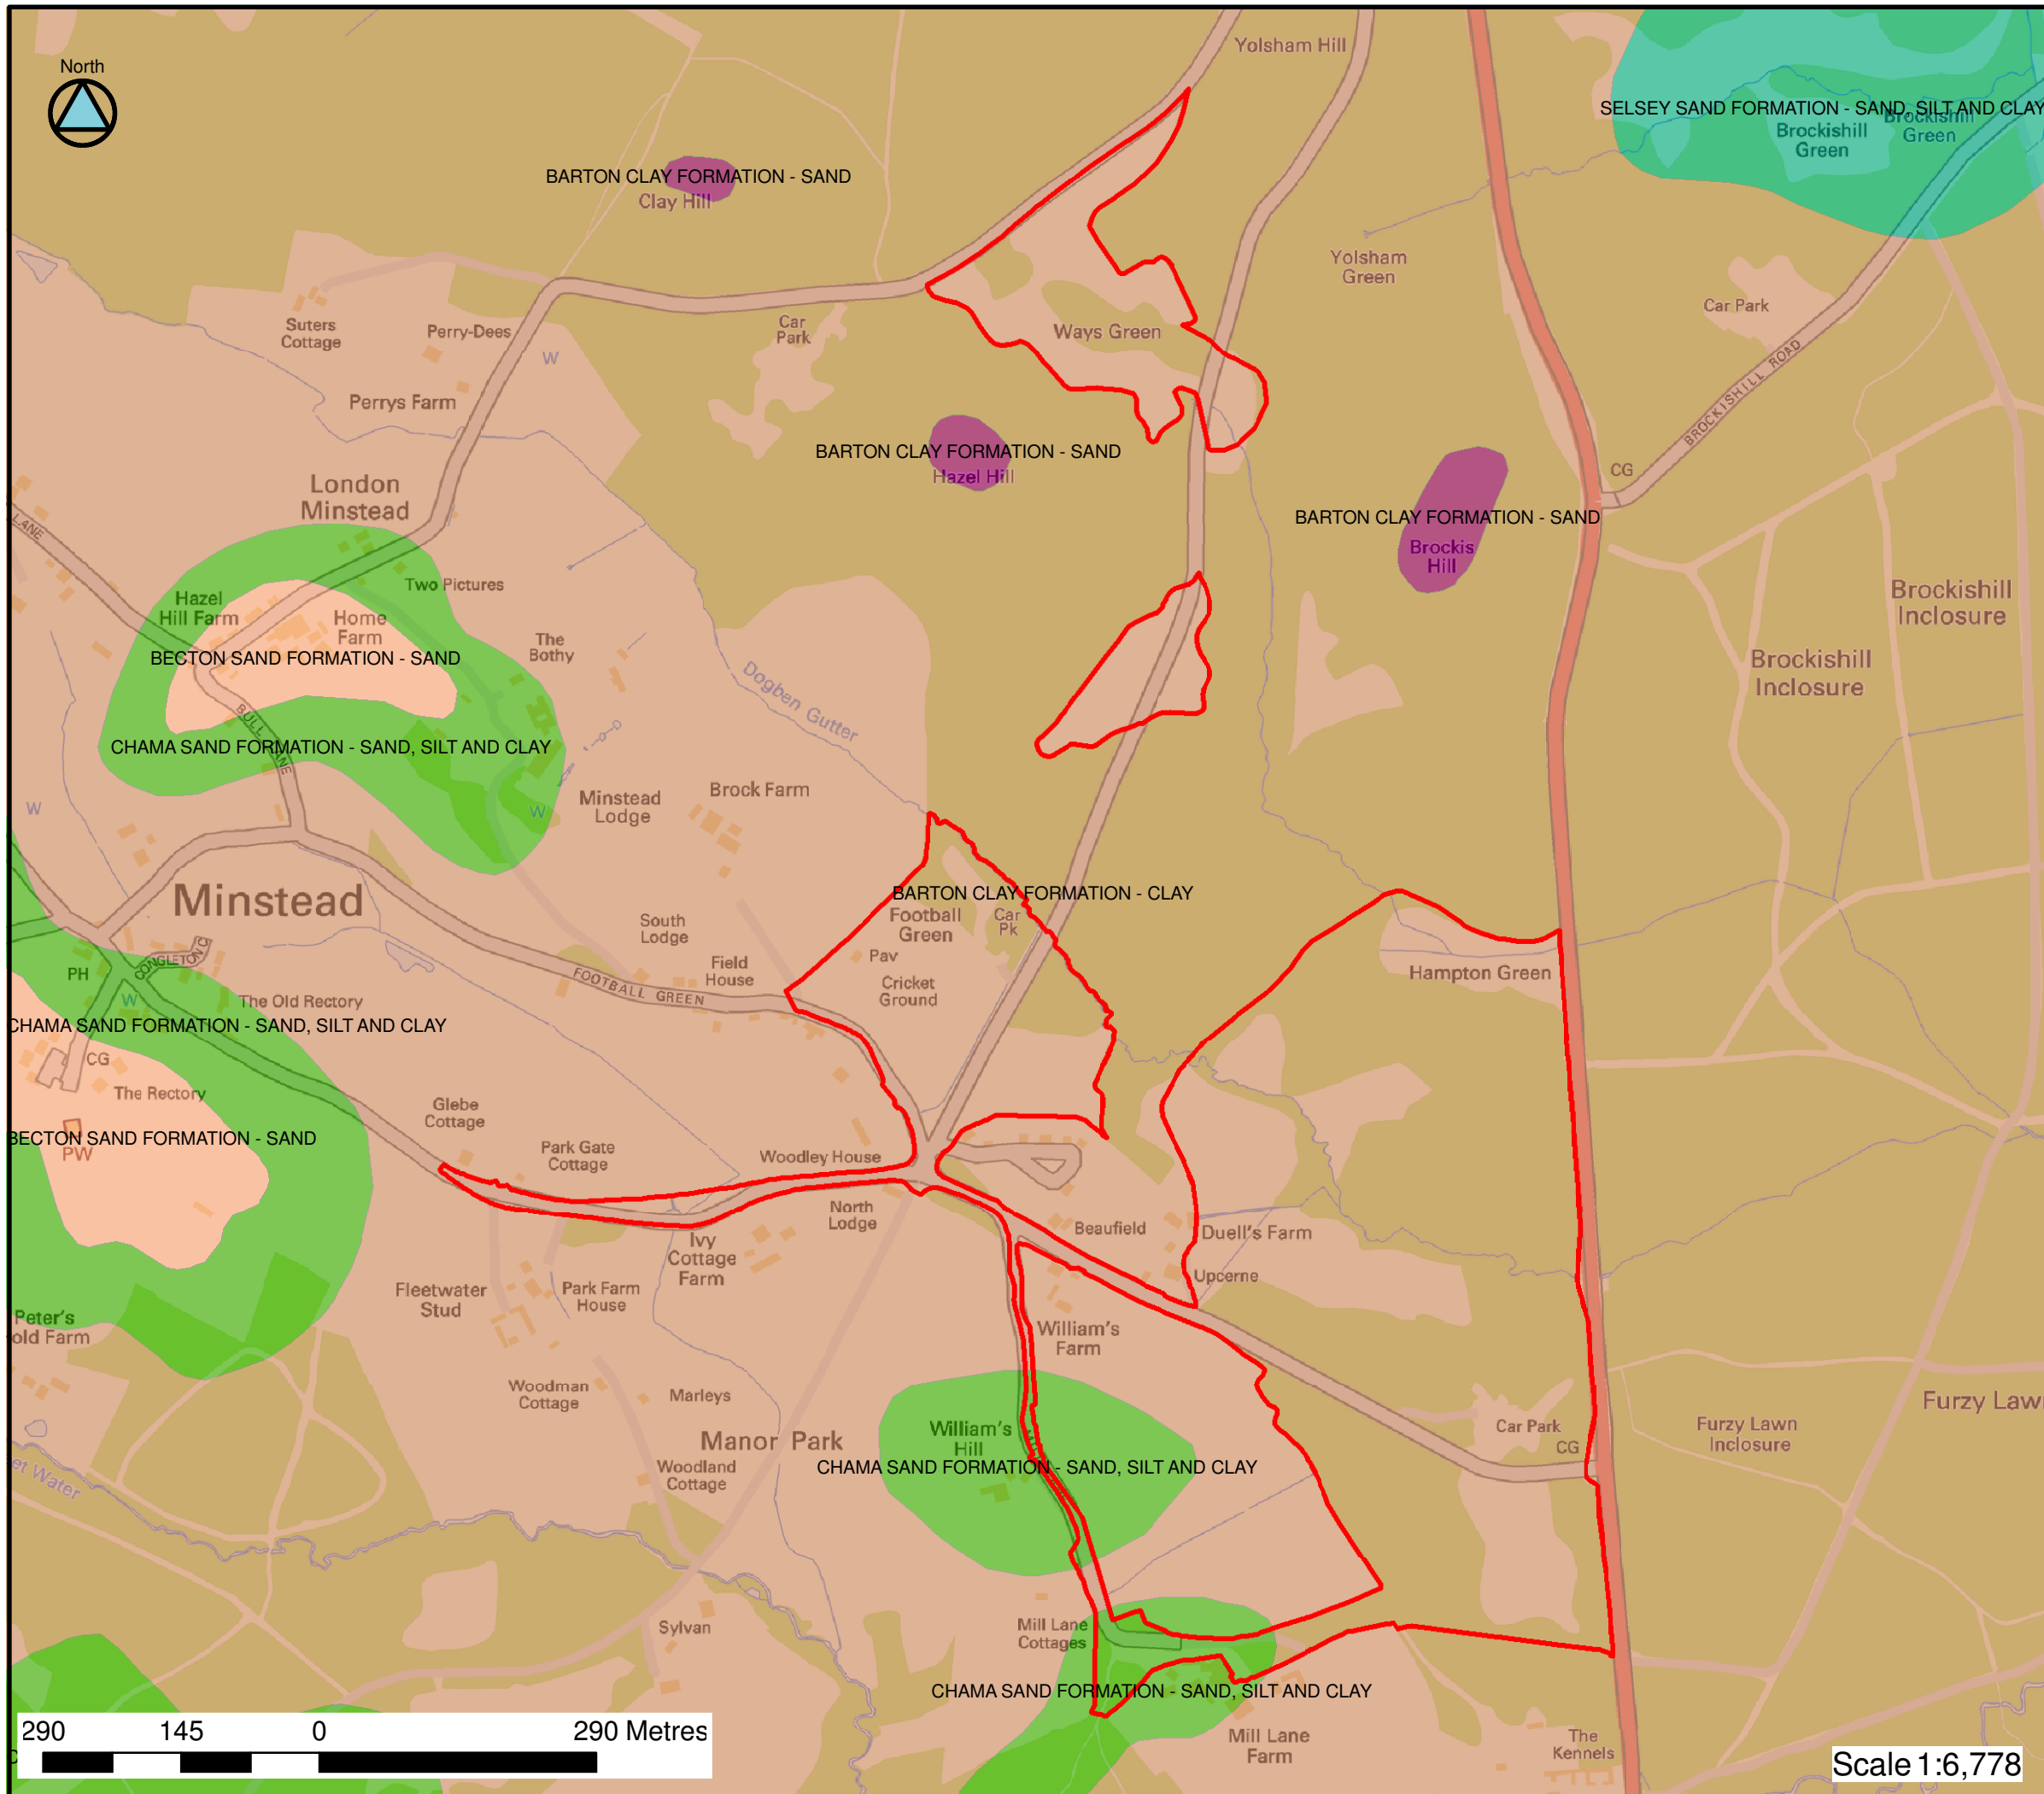 North
Yolsham Hill
SELSEY SAND FORMATION - SAND, SILT AND CLAY
Brockishill
Green
Brockishill
Green
BARTON CLAY FORMATION - SAND
Clay Hill
Yolsham
Green
Suters
Cottage
Perry-Dees
Car
Park
Ways Green
Car Park
W
BROCKISHILL ROAD
Perrys Farm
BARTON CLAY FORMATION - SAND
Hazel Hill
CG
London
Minstead
LANE
BARTON CLAY FORMATION - SAND
Brockis
Hill
Two Pictures
Hazel
Hill Farm
Home
Farm
The
Bothy
Brockishill
Inclosure
BECTON SAND FORMATION - SAND
Brockishill
Inclosure
Dogben Gutter
BULL LANE
CHAMA SAND FORMATION - SAND, SILT AND CLAY
W
W
Minstead
Lodge
Brock Farm
Minstead
BARTON CLAY FORMATION - CLAY
South
Lodge
Football
Green
Car
Pk
Pav
PH
CONGLETON C
FOOTBALL GREEN
Field
House
Cricket
Ground
Hampton Green
W
The Old Rectory
CHAMA SAND FORMATION - SAND, SILT AND CLAY
CG
The Rectory
Glebe
Cottage
BECTON SAND FORMATION - SAND
PW
Park Gate
Cottage
Woodley House
North
Lodge
Beaufield
Duell's Farm
Ivy
Cottage
Farm
Upcerne
Fleetwater
Stud
Park Farm
House
Peter's
old Farm
William's
Farm
Woodman
Cottage
Marleys
Furzy Lawn
Manor Park
William's
Hill
Car Park
CG
Furzy Lawn
Inclosure
et Water
Woodland
Cottage
CHAMA SAND FORMATION - SAND, SILT AND CLAY
Sylvan
Mill Lane
Cottages
CHAMA SAND FORMATION - SAND, SILT AND CLAY
Mill Lane
Farm
The
Kennels
290 145 0 290 Metres
Scale 1:6,778